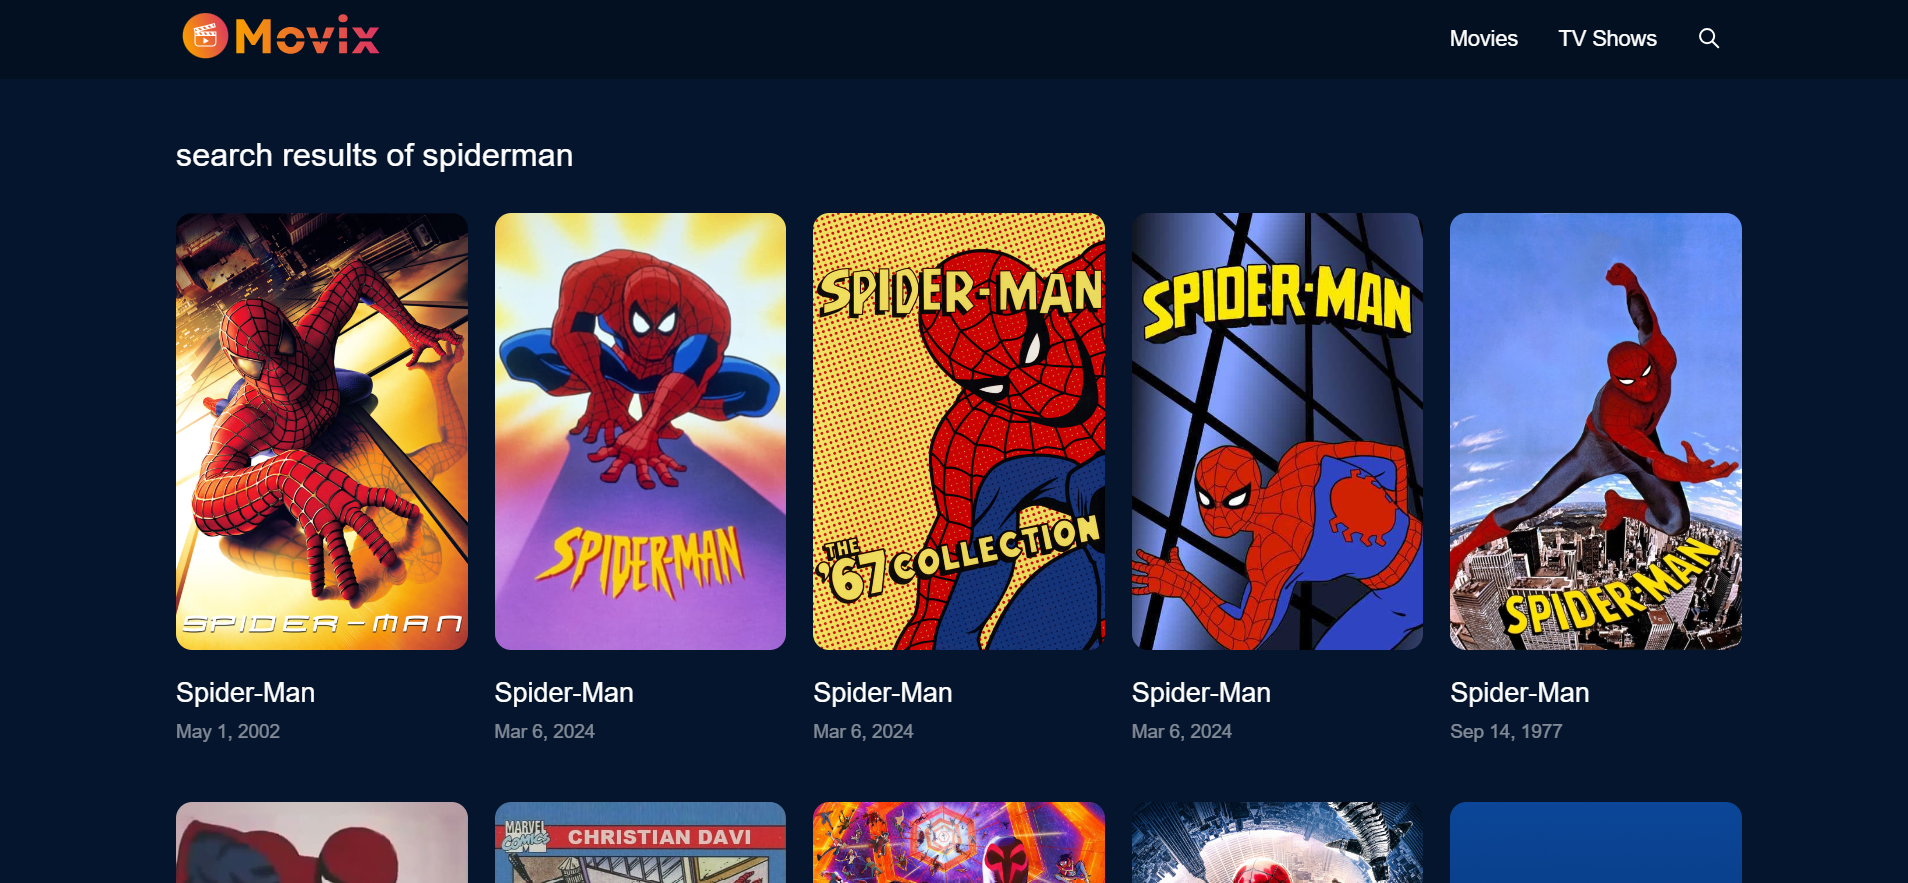 Movix
Movies
TV Shows
search results of spiderman
SPIDER-MAN
SPIDER-MAN
SPIDER-MAN
THE
'67 COLLECTION
SPIDER-MAN
SPIDER-MAN
Spider-Man
Spider-Man
Spider-Man
Spider-Man
Spider-Man
May 1, 2002
Mar 6, 2024
Mar 6, 2024
Mar 6, 2024
Sep 14, 1977
MARVEL
COMICS
CHRISTIAN DAVI